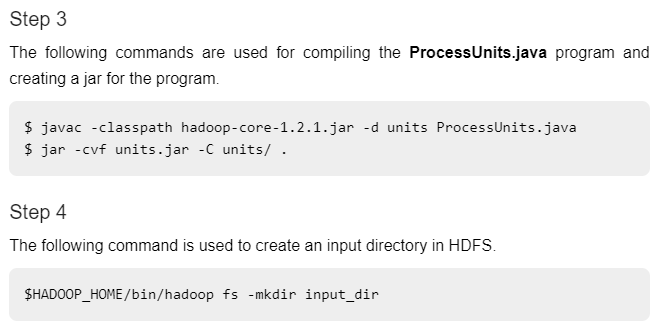 Step 3
The following commands are used for compiling the ProcessUnits.java program and
creating a jar for the program.
$ javac -classpath hadoop-core-1.2.1.jar -d units ProcessUnits.java
$ jar -cvf units.jar -C units/ .
Step 4
The following command is used to create an input directory in HDFS.
$HADOOP_HOME/bin/hadoop fs -mkdir input_dir